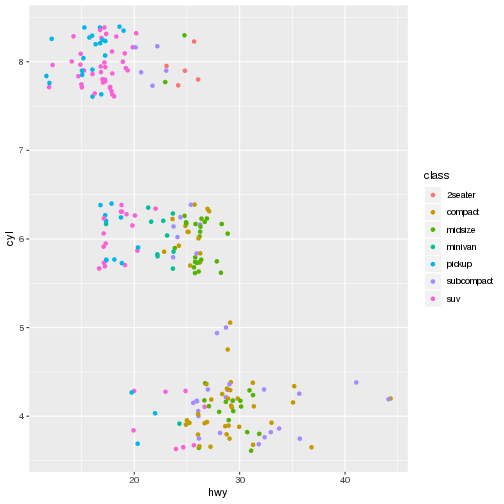 8
7
6
5
4
cyl
20
30
40
hwy
class
2seater
compact
midsize
minivan
pickup
subcompact
suv